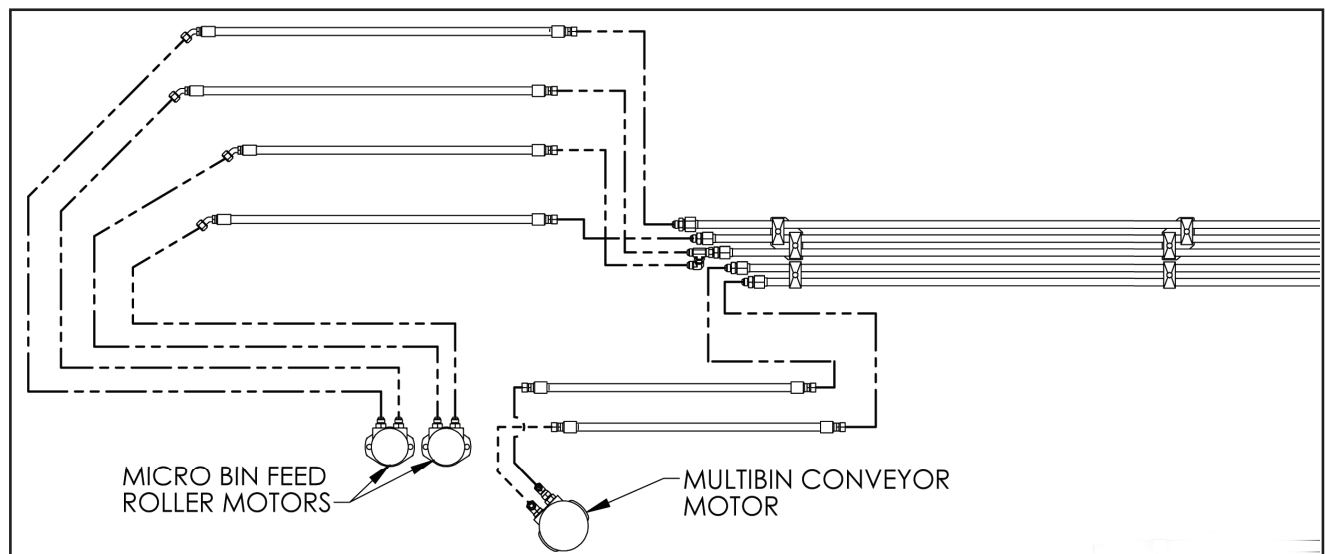 MICRO BIN FEED
ROLLER MOTORS
MULTIBIN CONVEYOR
MOTOR